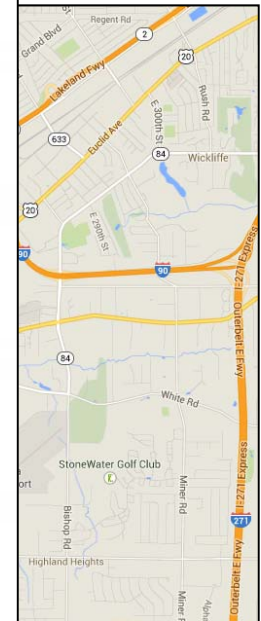 Regent Rd
2
Grand Blvd
20
Lakeland Fwy
E 300th St
Rush Rd
Euclid Ave
633
84
Wickliffe
20
E 290th St
90
90
I-271 Express
84
Outerbelt E Fwy
White Rd
I-271 Express
StoneWater Golf Club
ort
Miner Rd
Bishop Rd
271
Highland Heights
Outerbelt E Fwy
Miner
Alpha